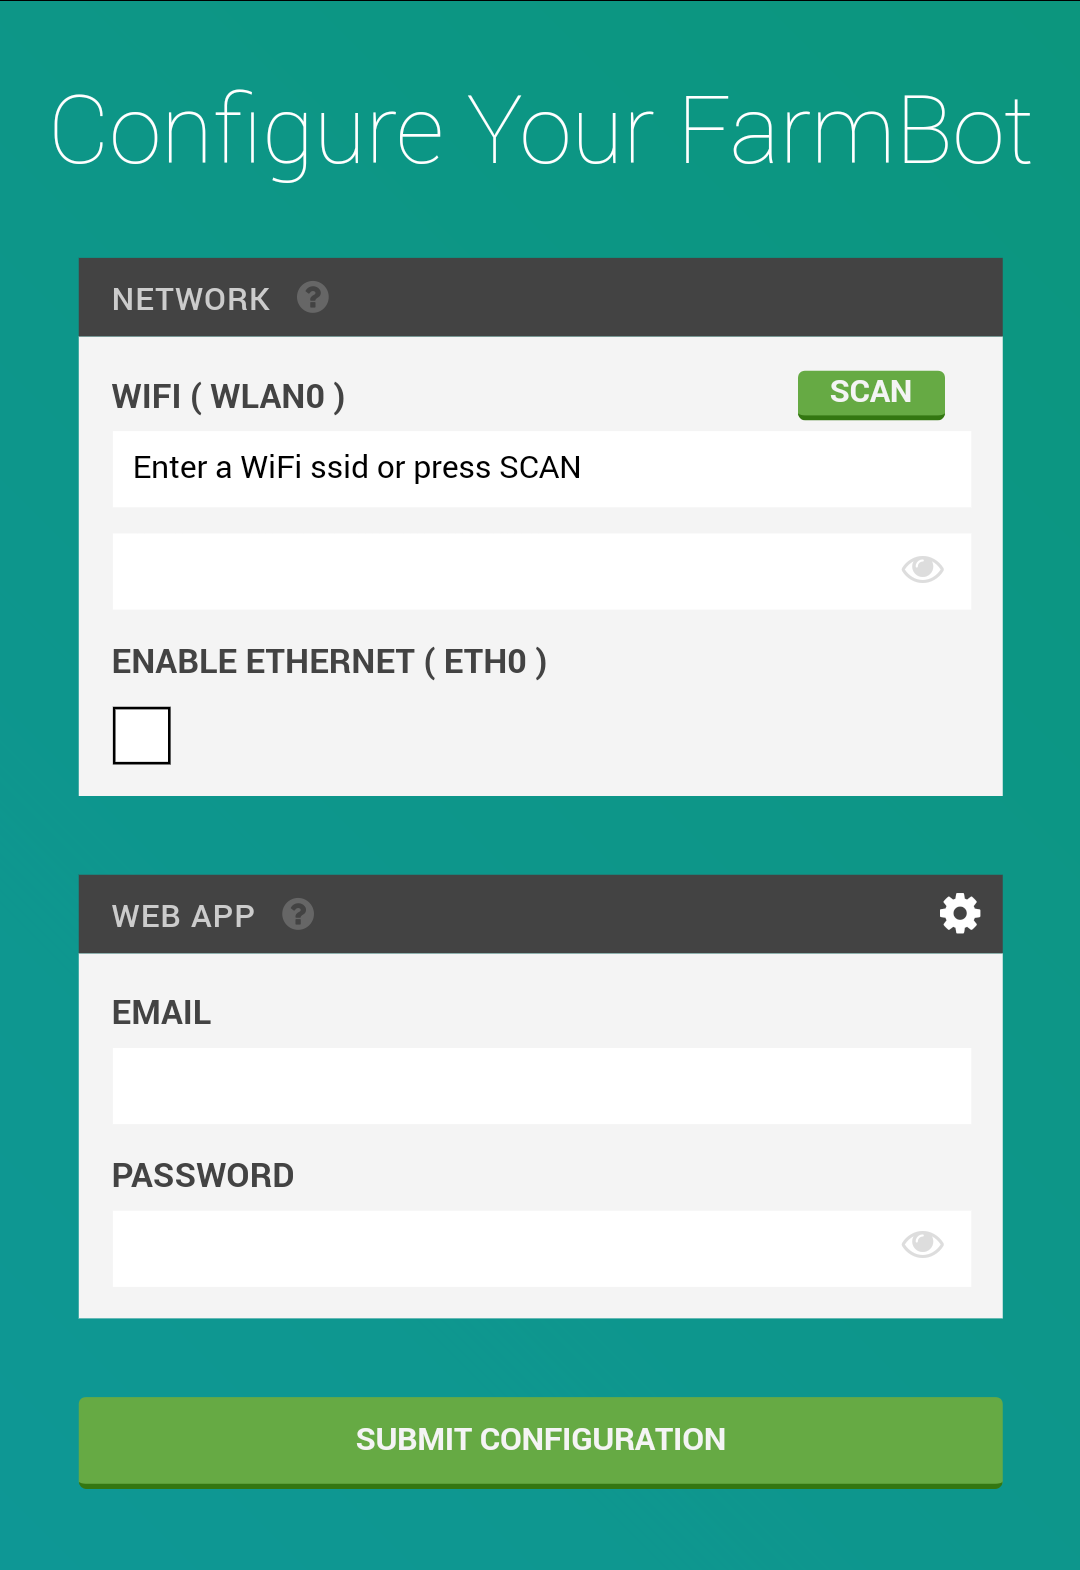 Configure Your FarmBot
NETWORK ?
WIFI ( WLAN0 )
SCAN
Enter a WiFi ssid or press SCAN
ENABLE ETHERNET ( ETH0 )
WEB APP ?
EMAIL
PASSWORD
SUBMIT CONFIGURATION